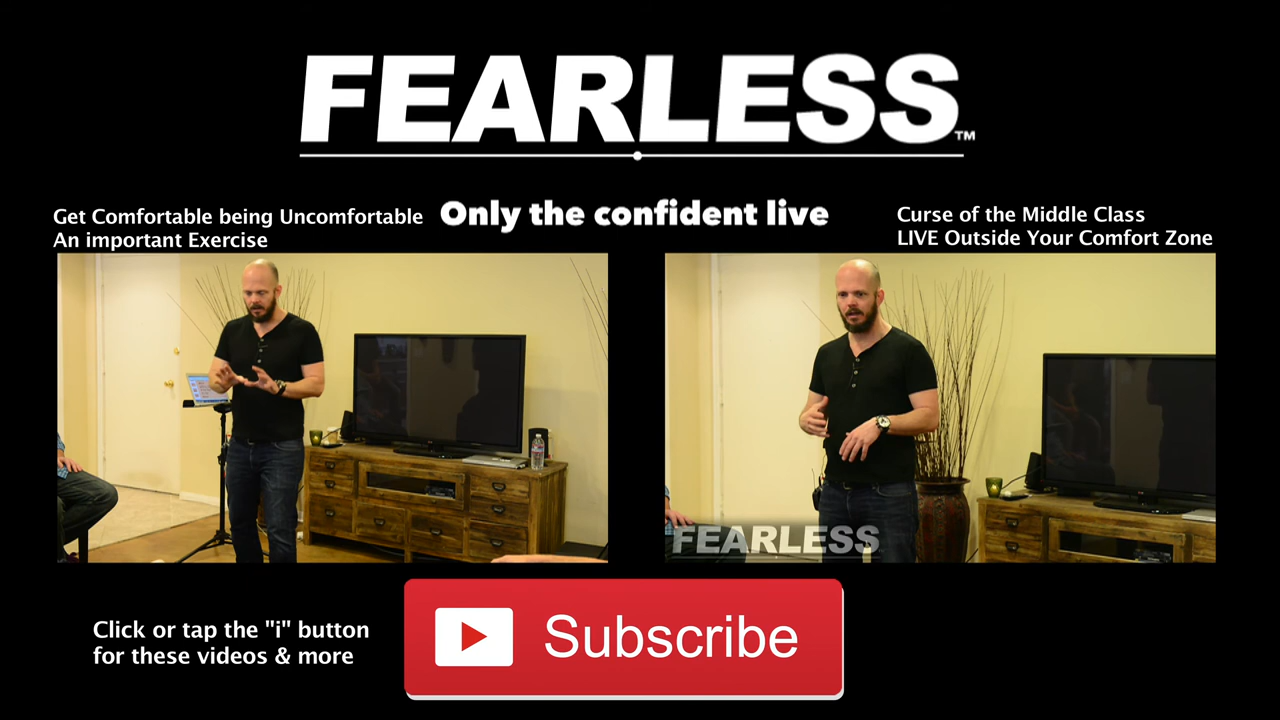 FEARLESS™
Get Comfortable being Uncomfortable
An important Exercise
Only the confident live
Curse of the Middle Class
LIVE Outside Your Comfort Zone
FEARLESS
Click or tap the "i" button
for these videos & more
Subscribe